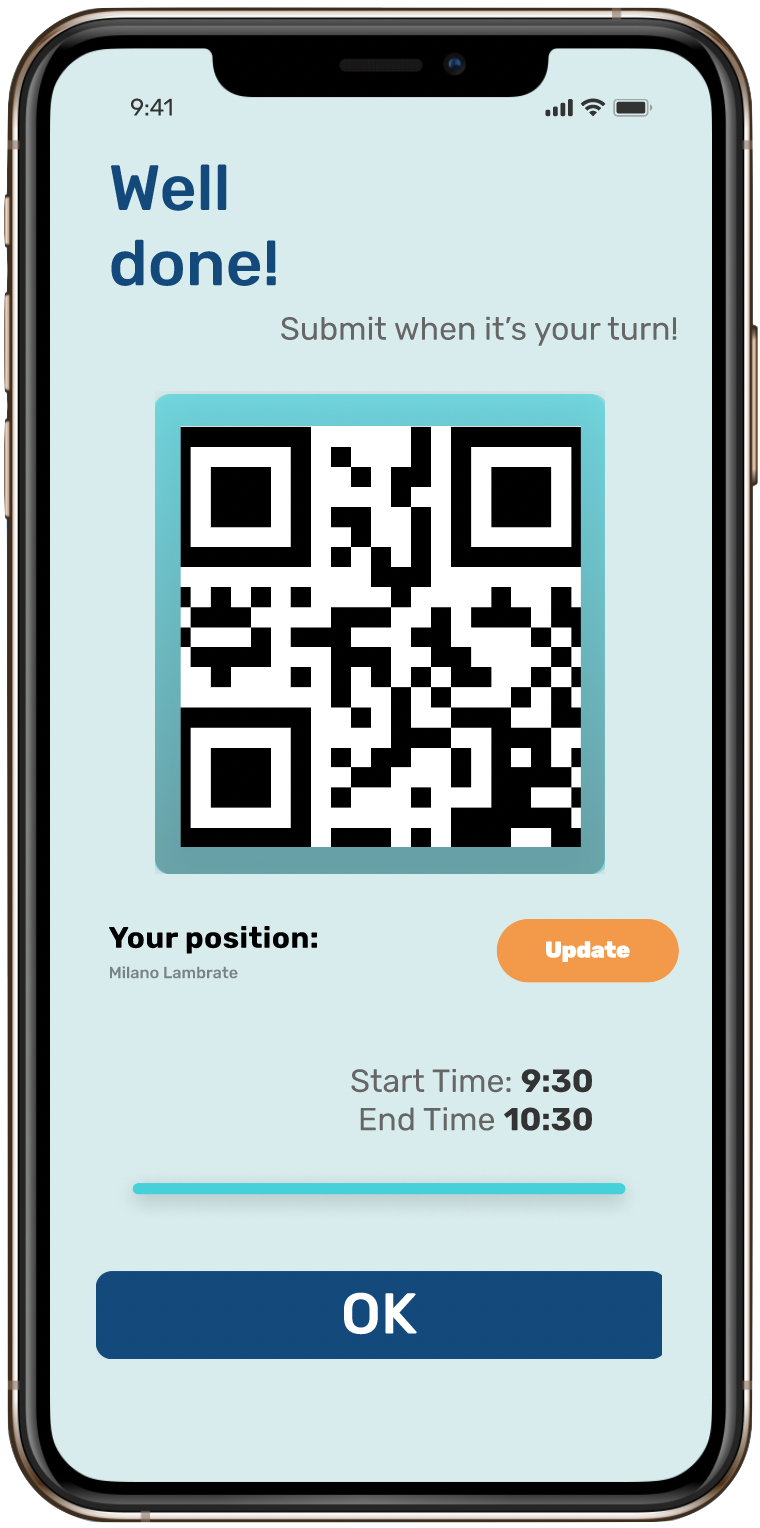 9:41
Well
done!
Submit when it’s your turn!
Your position:
Update
Milano Lambrate
Start Time: 9:30
End Time 10:30
OK